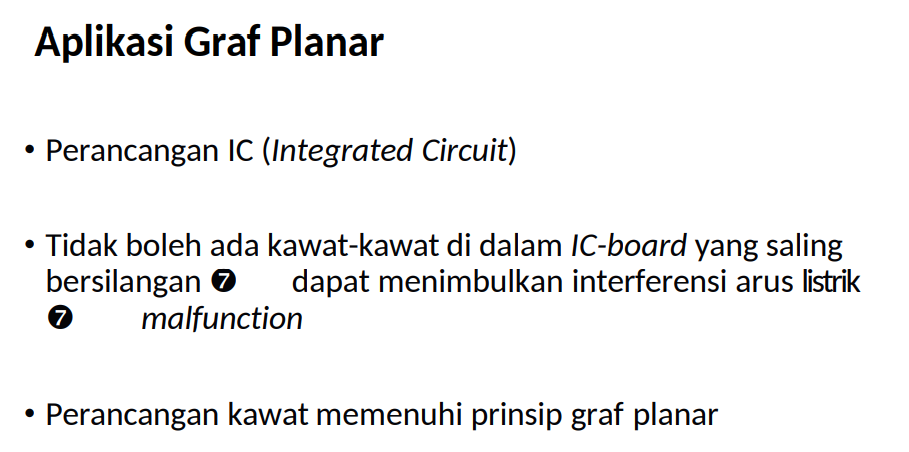 Aplikasi Graf Planar
• Perancangan IC (Integrated Circuit)
• Tidak boleh ada kawat-kawat di dalam IC-board yang saling
bersilangan ❼ dapat menimbulkan interferensi arus listrik
❼ malfunction
• Perancangan kawat memenuhi prinsip graf planar